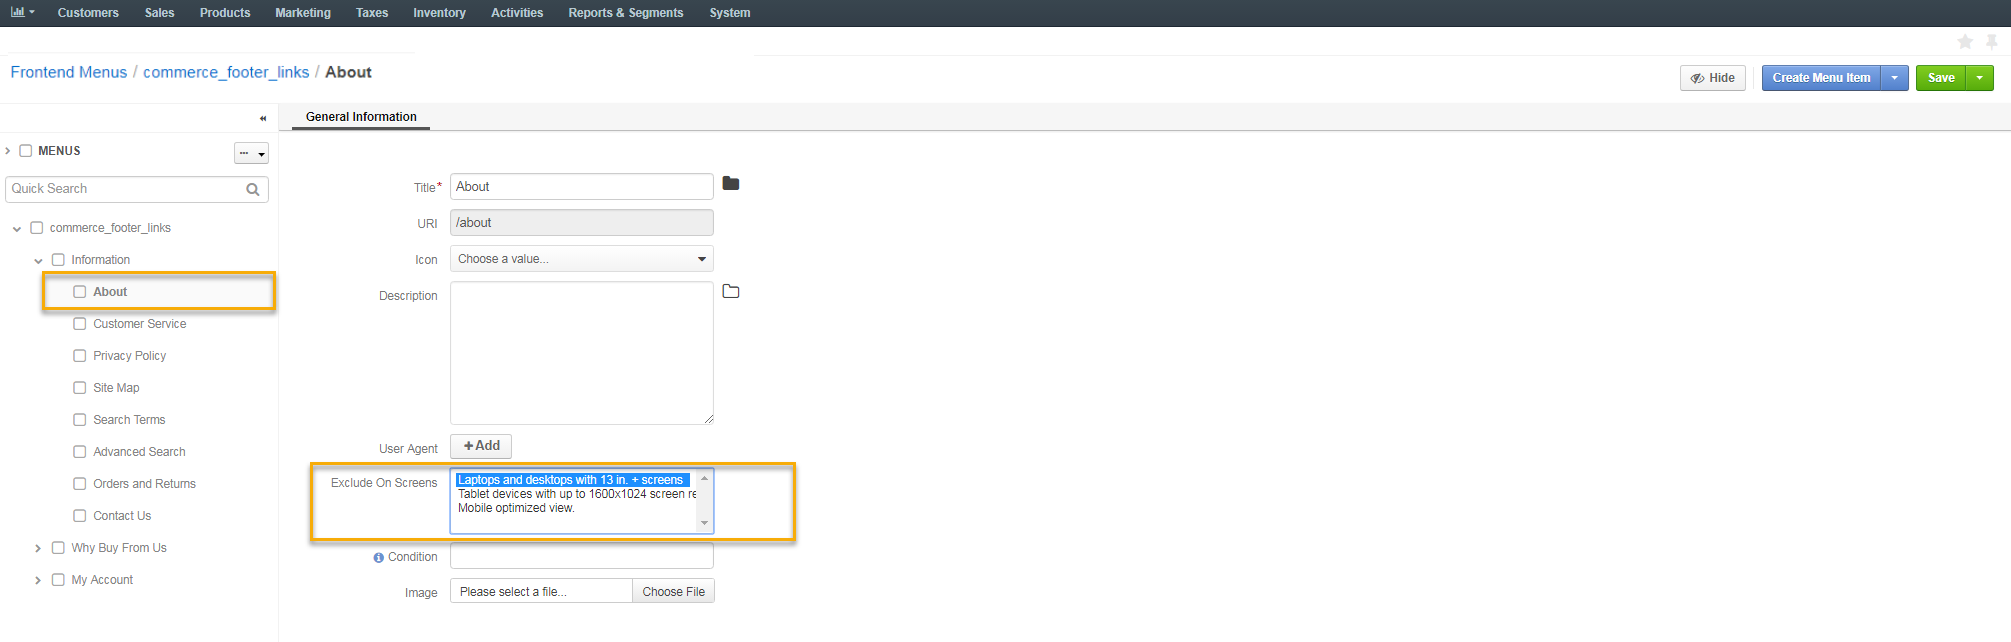 Customers Sales Products Marketing Taxes Inventory Activities Reports & Segments System
Frontend Menus / commerce_footer_links / About
Hide Create Menu Item Save
General Information
MENUS
...
Quick Search
commerce_footer_links
Information
About
Customer Service
Privacy Policy
Site Map
Search Terms
Advanced Search
Orders and Returns
Contact Us
Why Buy From Us
My Account
Title* About
URI /about
Icon Choose a value...
Description
User Agent +Add
Exclude On Screens Laptops and desktops with 13 in. + screens
Tablet devices with up to 1600x1024 screen re
Mobile optimized view.
Condition
Image Please select a file... Choose File